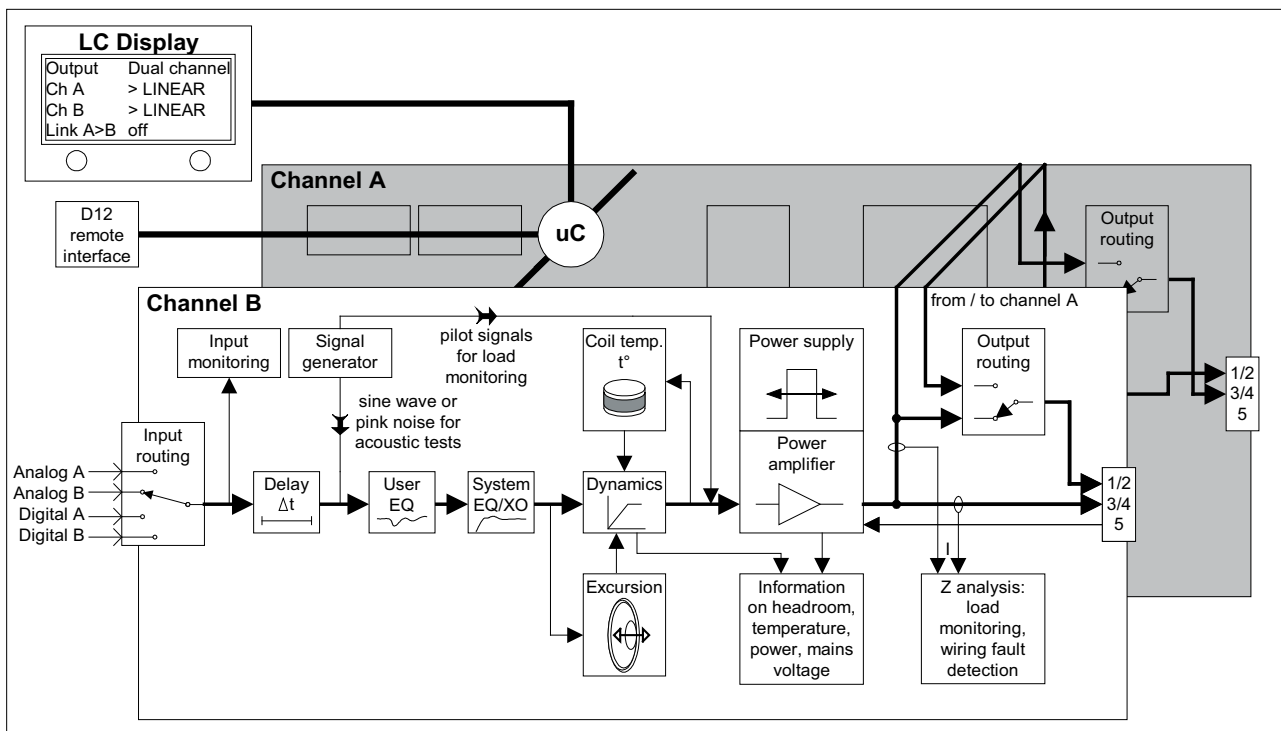 LC Display
Output Dual channel
Ch A > LINEAR
Ch B > LINEAR
Link A>B off
D12
remote
interface
uC
Channel A
Output
routing
1/2
3/4
5
Channel B
from / to channel A
Input
monitoring
Signal
generator
pilot signals
for load
monitoring
sine wave or
pink noise for
acoustic tests
Coil temp.
t°
Power supply
Output
routing
Input
routing
Analog A
Analog B
Digital A
Digital B
Delay
Δt
User
EQ
System
EQ/XO
Dynamics
Power
amplifier
1/2
3/4
5
I
Excursion
Information
on headroom,
temperature,
power, mains
voltage
Z analysis:
load
monitoring,
wiring fault
detection